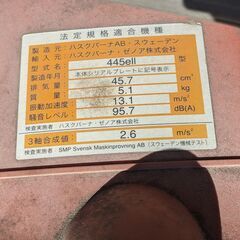 法定規格適合機種
製造元：ハスクバーナAB・スウェーデン
輸入元：ハスクバーナ・ゼノア株式会社
型式 445eII 型
製造年月 本体シリアルプレートに記号表示
排気量 45.7 cm³
質量 5.1 kg
振動加速度 13.1 m/s²
騒音レベル 95.7 dB(A)
検査実施者 ハスクバーナ・ゼノア株式会社
3軸合成値： 2.6 m/s²
検査実施者： SMP Svensk Maskinprovning AB (スウェーデン機械テスト)